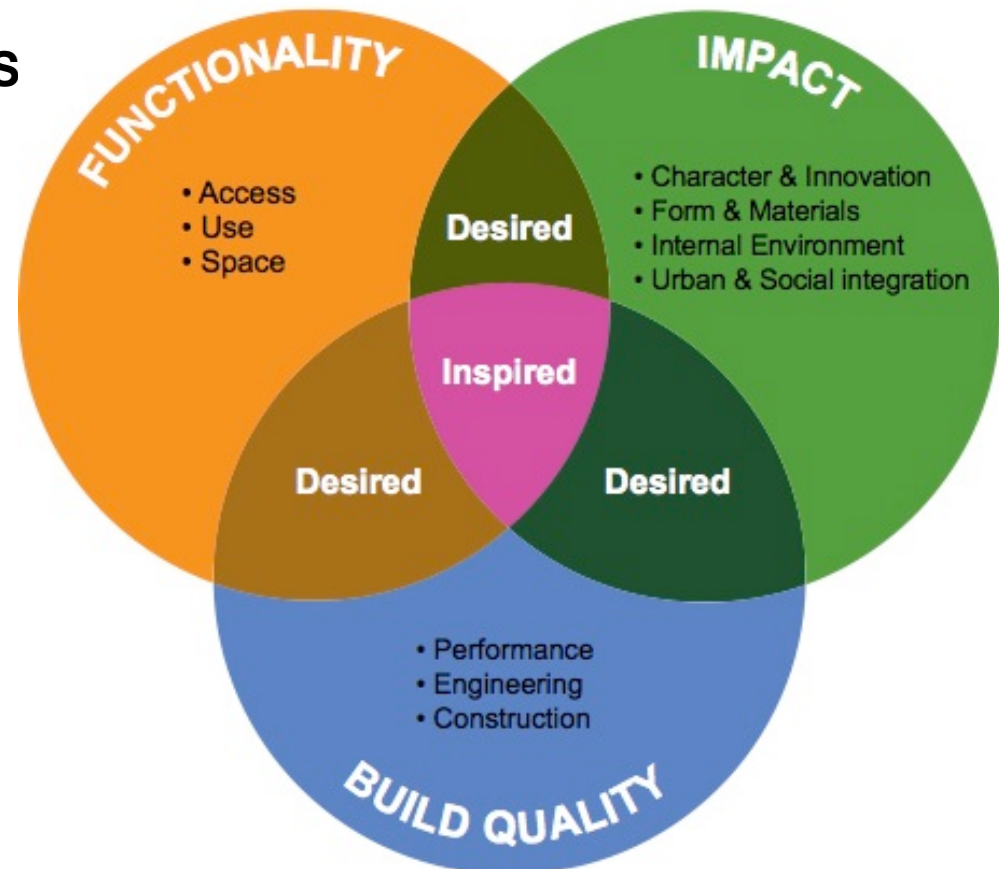 s
FUNCTIONALITY
IMPACT
• Access
• Use
• Space
• Character & Innovation
• Form & Materials
• Internal Environment
• Urban & Social integration
Desired
Inspired
Desired
Desired
• Performance
• Engineering
• Construction
BUILD QUALITY